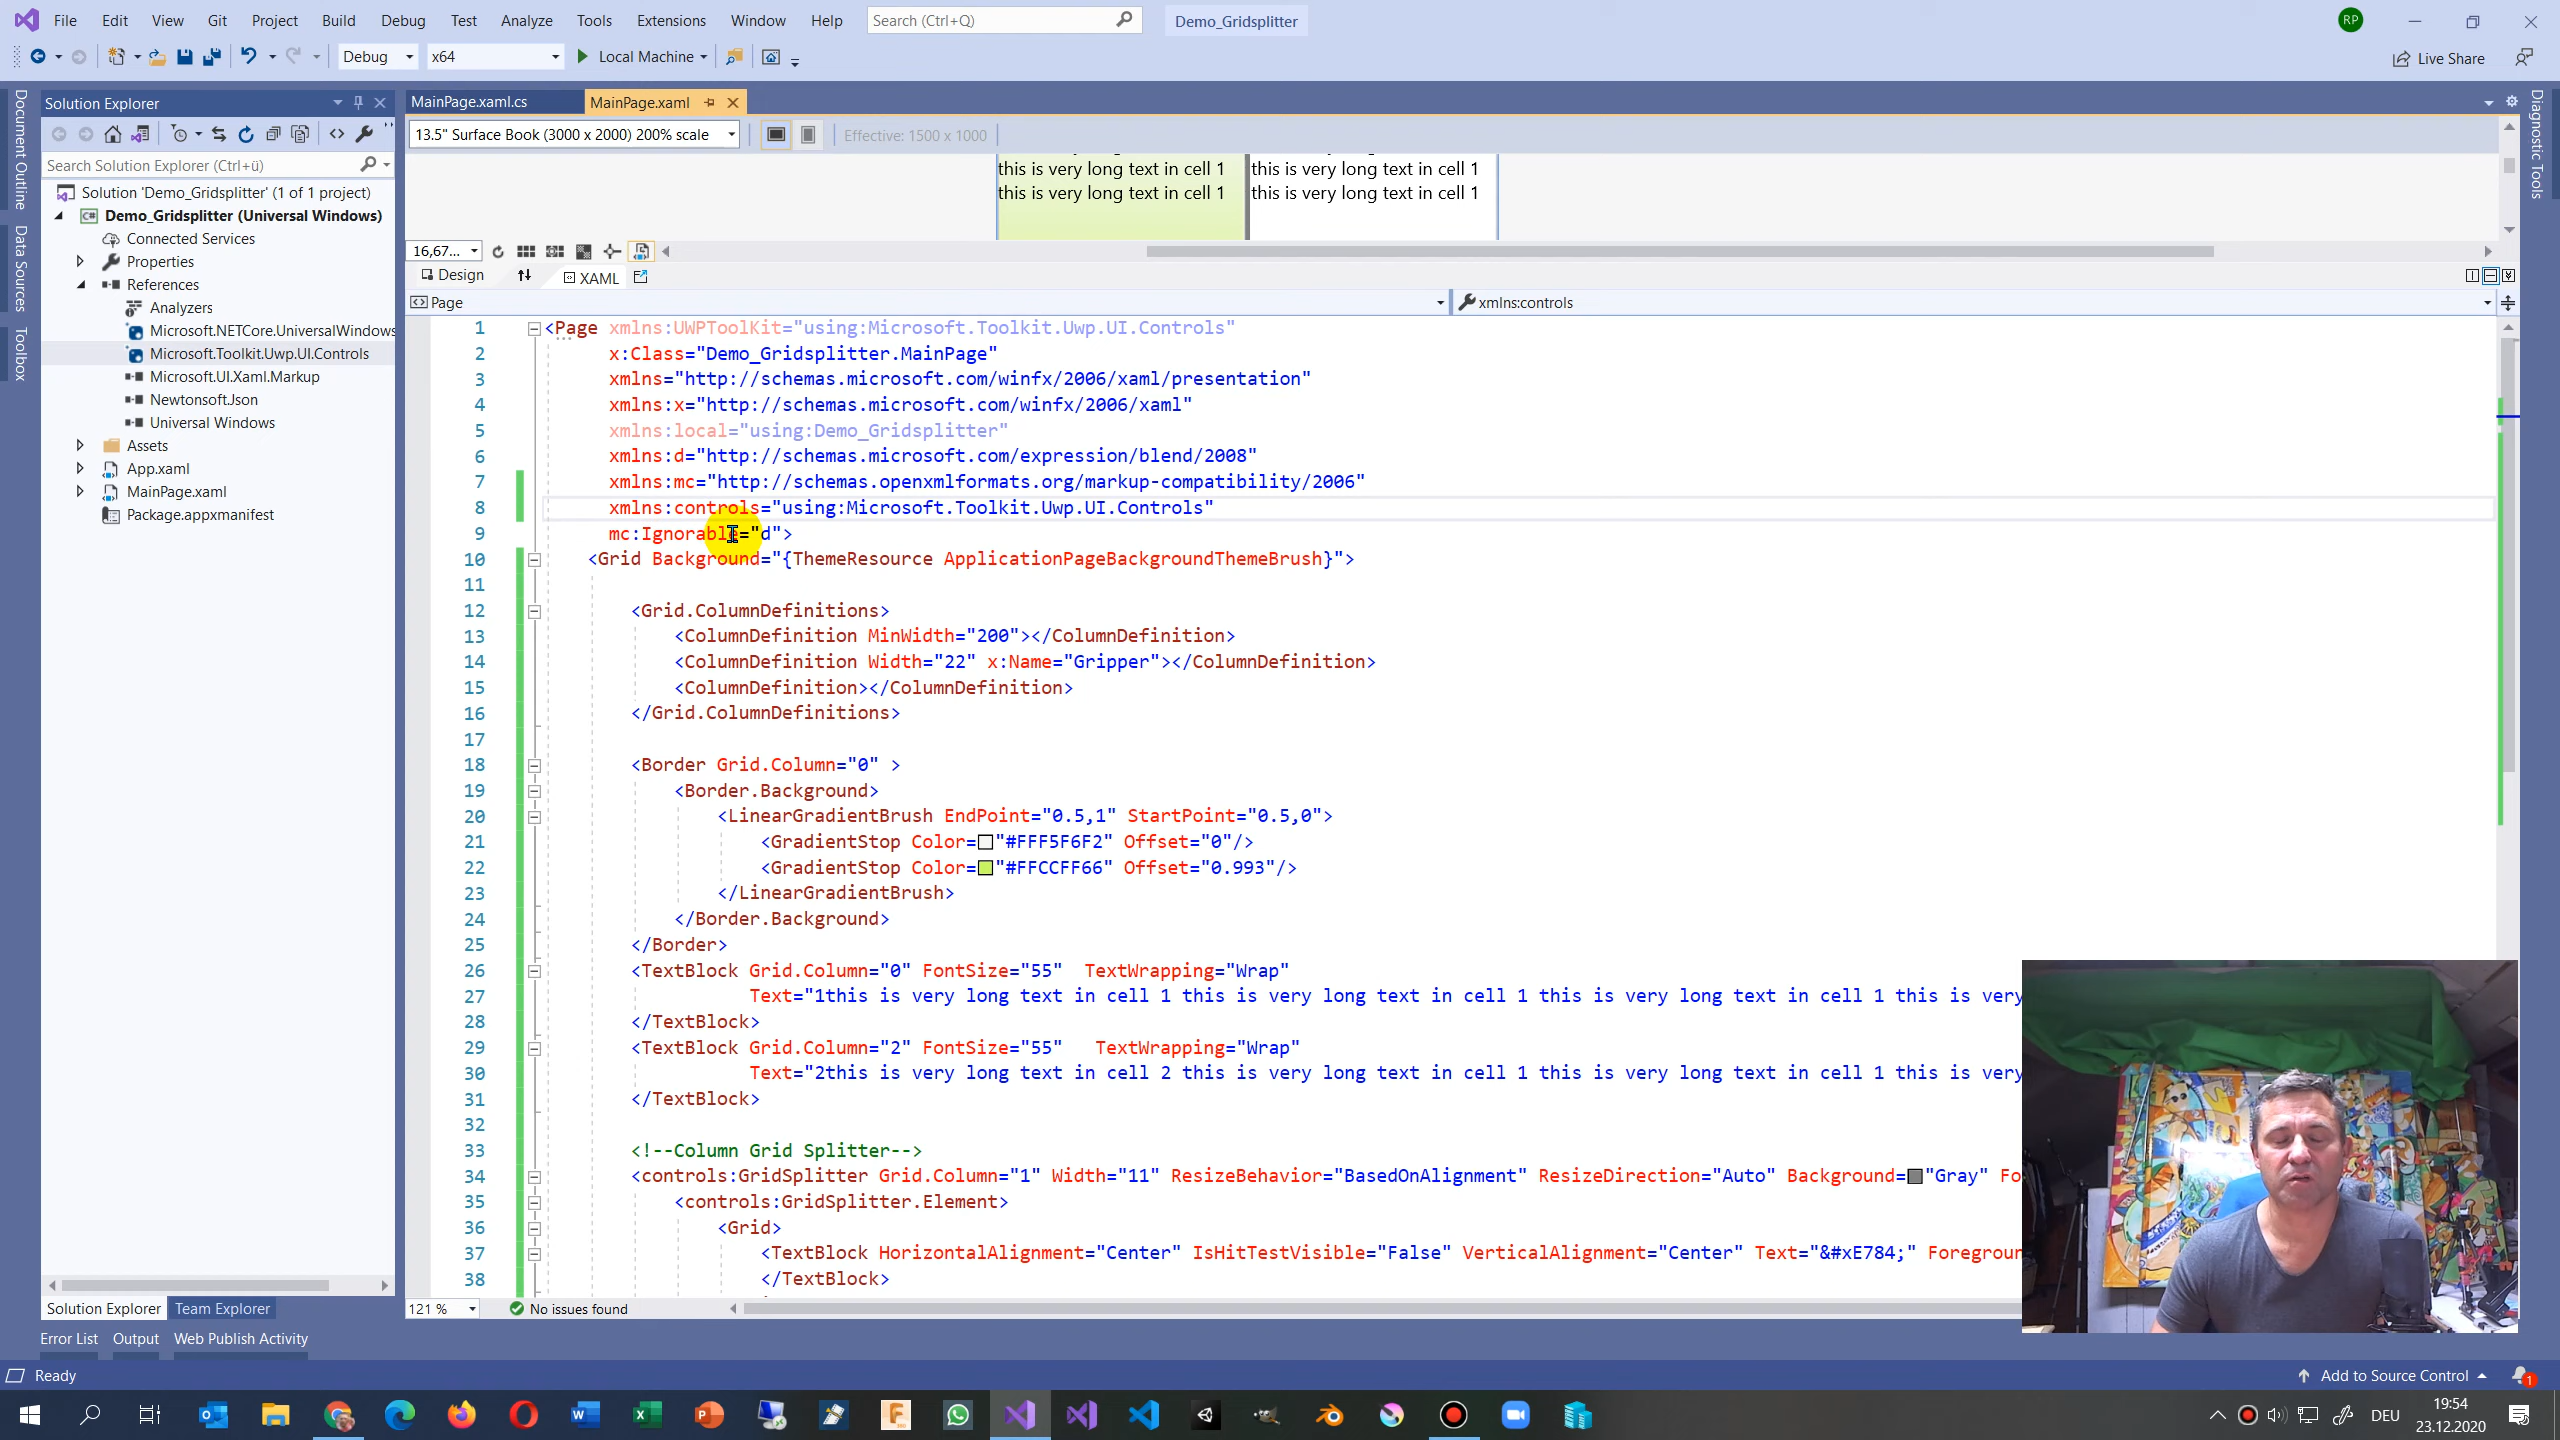 File Edit View Git Project Build Debug Test Analyze Tools Extensions Window Help Search (Ctrl+Q) Demo_Gridsplitter RP
Debug x64 Local Machine Live Share
Solution Explorer
Search Solution Explorer (Ctrl+ü)
Solution 'Demo_Gridsplitter' (1 of 1 project)
Demo_Gridsplitter (Universal Windows)
Connected Services
Properties
References
Analyzers
Microsoft.NETCore.UniversalWindows
Microsoft.Toolkit.Uwp.UI.Controls
Microsoft.UI.Xaml.Markup
Newtonsoft.Json
Universal Windows
Assets
App.xaml
MainPage.xaml
Package.appxmanifest
Document Outline
Data Sources
Toolbox
Diagnostic Tools
MainPage.xaml.cs MainPage.xaml
13.5" Surface Book (3000 x 2000) 200% scale Effective: 1500 x 1000
this is very long text in cell 1 this is very long text in cell 1
this is very long text in cell 1 this is very long text in cell 1
16,67...
Design XAML
Page xmlns:controls
1 <Page xmlns:UWPToolKit="using:Microsoft.Toolkit.Uwp.UI.Controls"
2 x:Class="Demo_Gridsplitter.MainPage"
3 xmlns="http://schemas.microsoft.com/winfx/2006/xaml/presentation"
4 xmlns:x="http://schemas.microsoft.com/winfx/2006/xaml"
5 xmlns:local="using:Demo_Gridsplitter"
6 xmlns:d="http://schemas.microsoft.com/expression/blend/2008"
7 xmlns:mc="http://schemas.openxmlformats.org/markup-compatibility/2006"
8 xmlns:controls="using:Microsoft.Toolkit.Uwp.UI.Controls"
9 mc:Ignorable="d">
10 <Grid Background="{ThemeResource ApplicationPageBackgroundThemeBrush}">
11
12 <Grid.ColumnDefinitions>
13 <ColumnDefinition MinWidth="200"></ColumnDefinition>
14 <ColumnDefinition Width="22" x:Name="Gripper"></ColumnDefinition>
15 <ColumnDefinition></ColumnDefinition>
16 </Grid.ColumnDefinitions>
17
18 <Border Grid.Column="0" >
19 <Border.Background>
20 <LinearGradientBrush EndPoint="0.5,1" StartPoint="0.5,0">
21 <GradientStop Color="#FFF5F6F2" Offset="0"/>
22 <GradientStop Color="#FFCCFF66" Offset="0.993"/>
23 </LinearGradientBrush>
24 </Border.Background>
25 </Border>
26 <TextBlock Grid.Column="0" FontSize="55" TextWrapping="Wrap"
27 Text="1this is very long text in cell 1 this is very long text in cell 1 this is very long text in cell 1 this is very
28 </TextBlock>
29 <TextBlock Grid.Column="2" FontSize="55" TextWrapping="Wrap"
30 Text="2this is very long text in cell 2 this is very long text in cell 1 this is very long text in cell 1 this is very
31 </TextBlock>
32
33 <!--Column Grid Splitter-->
34 <controls:GridSplitter Grid.Column="1" Width="11" ResizeBehavior="BasedOnAlignment" ResizeDirection="Auto" Background="Gray" Fo
35 <controls:GridSplitter.Element>
36 <Grid>
37 <TextBlock HorizontalAlignment="Center" IsHitTestVisible="False" VerticalAlignment="Center" Text="&#xE784;" Foregroun
38 </TextBlock>
121 % No issues found
Solution Explorer Team Explorer
Error List Output Web Publish Activity
Ready Add to Source Control 1
DEU 19:54
23.12.2020